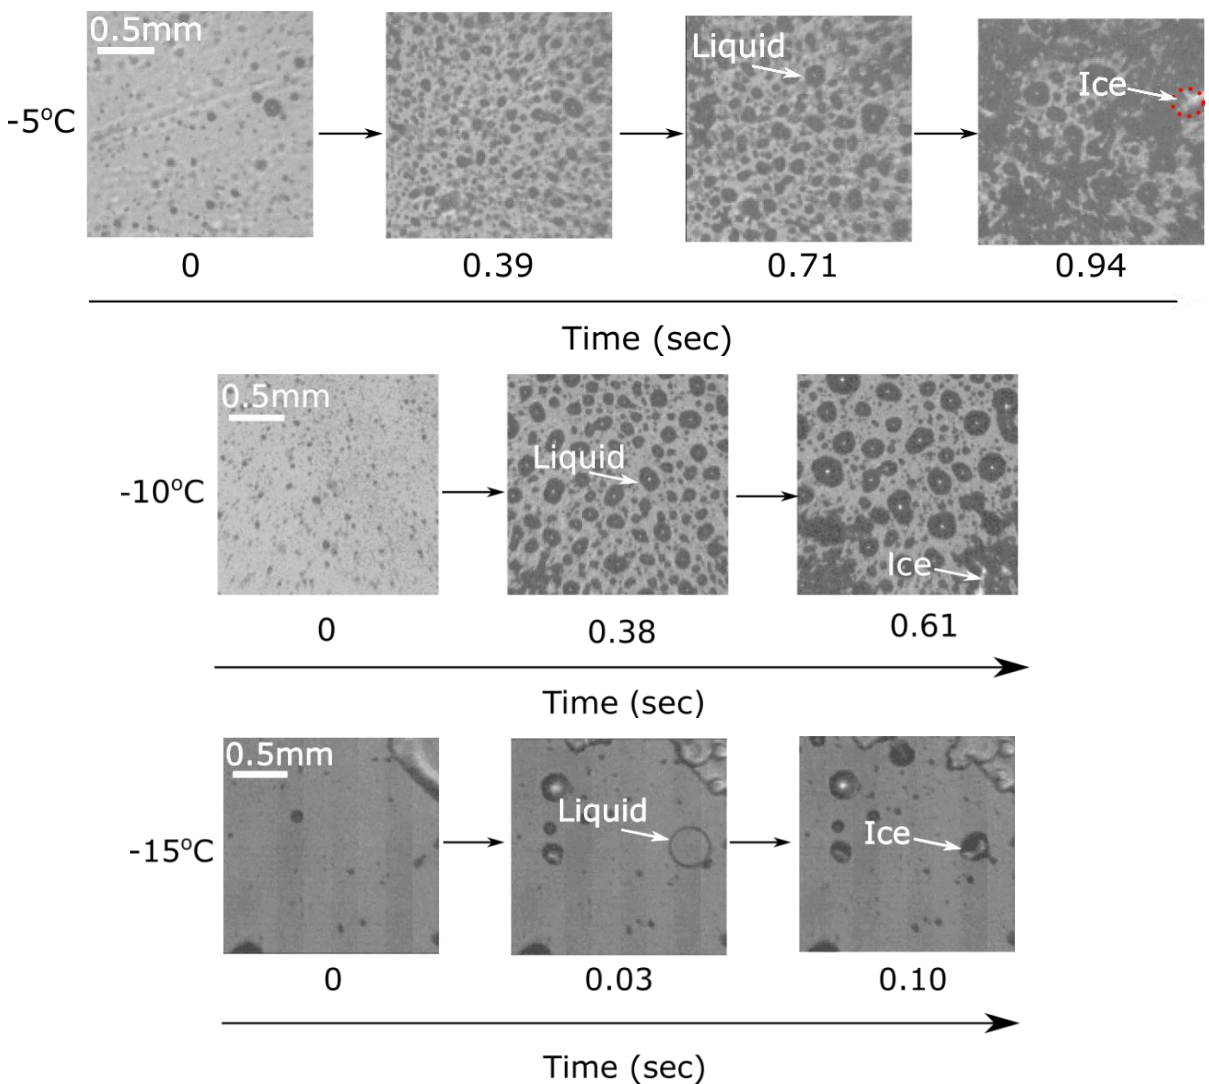 0.5mm
Liquid
Ice
-5°C
0
0.39
0.71
0.94
Time (sec)
0.5mm
Liquid
Ice
-10°C
0
0.38
0.61
Time (sec)
0.5mm
Liquid
Ice
-15°C
0
0.03
0.10
Time (sec)